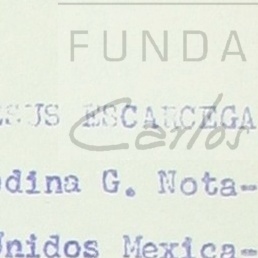 FUNDA
ESUS ESCARCEGA
Carlos
edina G. Nota-
Unidos Mexica-